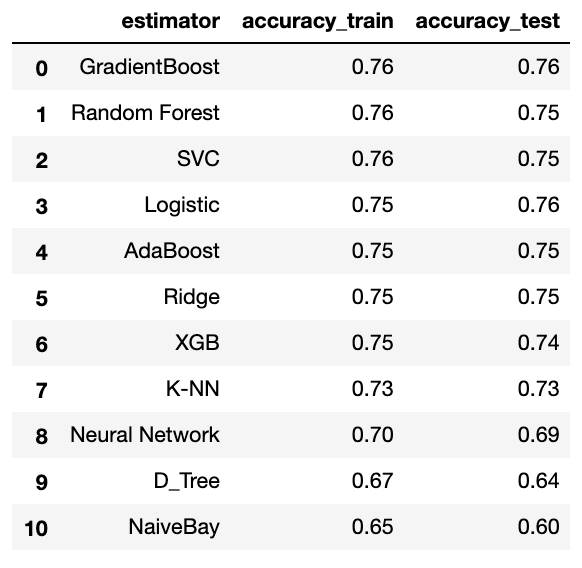 estimator accuracy_train accuracy_test
0 GradientBoost 0.76 0.76
1 Random Forest 0.76 0.75
2 SVC 0.76 0.75
3 Logistic 0.75 0.76
4 AdaBoost 0.75 0.75
5 Ridge 0.75 0.75
6 XGB 0.75 0.74
7 K-NN 0.73 0.73
8 Neural Network 0.70 0.69
9 D_Tree 0.67 0.64
10 NaiveBay 0.65 0.60